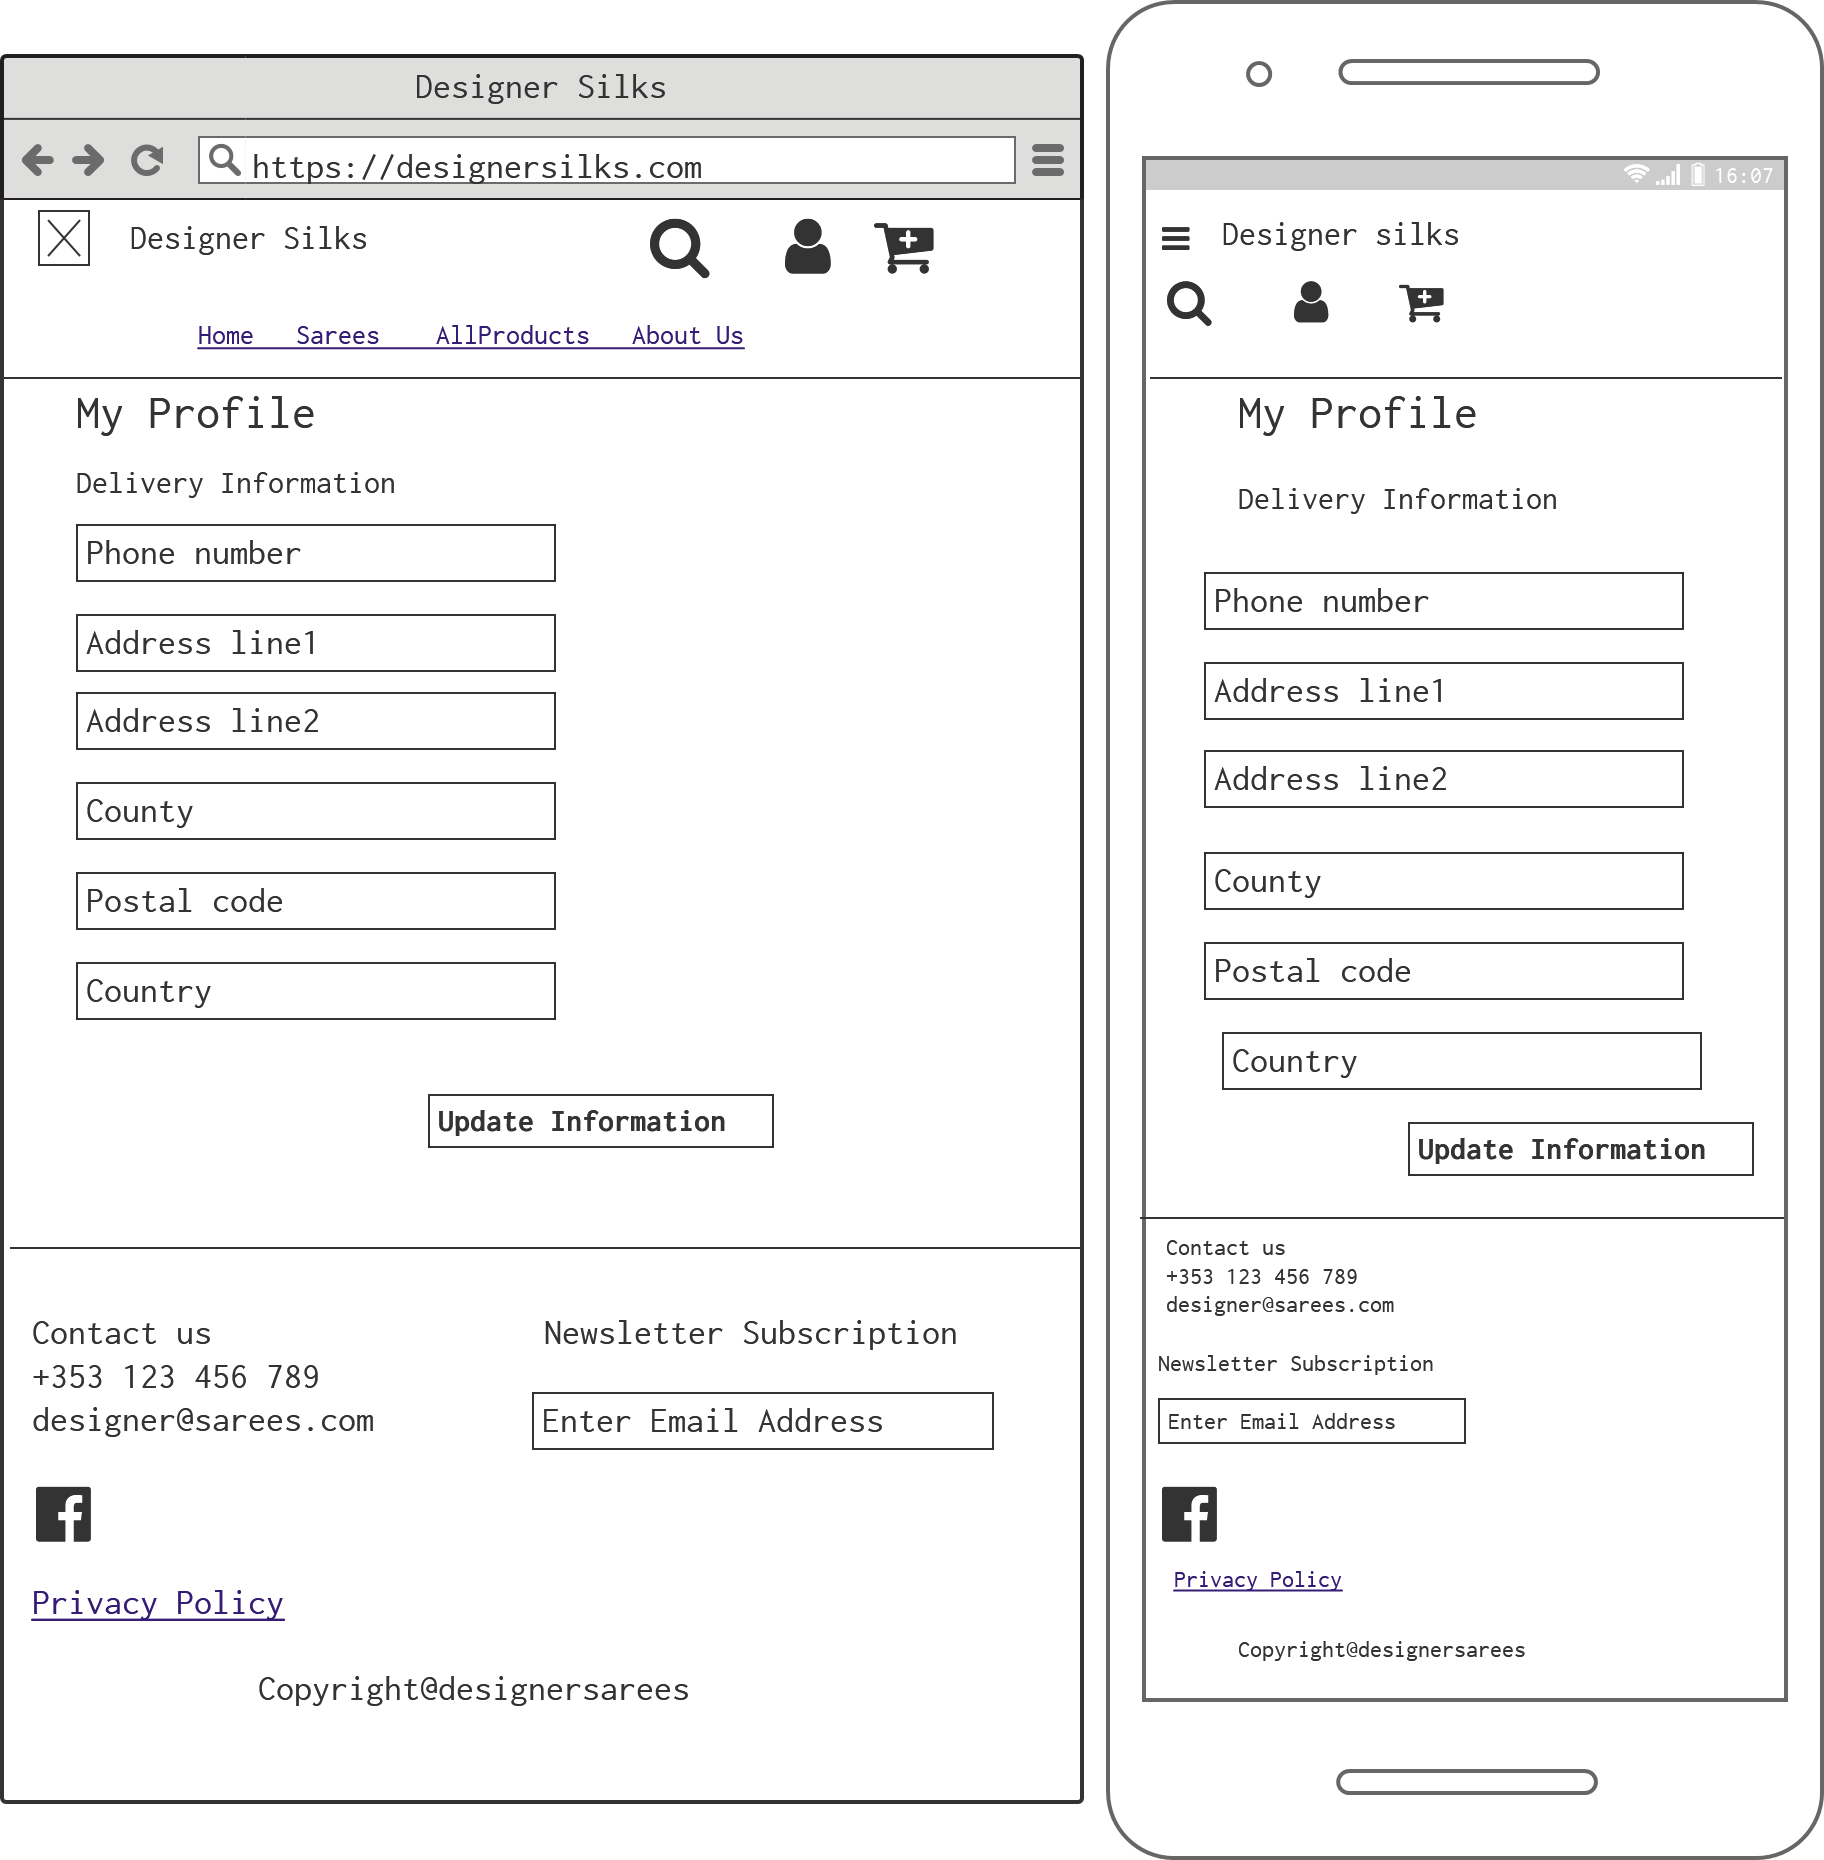 Designer Silks
https://designersilks.com
Designer Silks
Home Sarees AllProducts About Us
My Profile
Delivery Information
Phone number
Address line1
Address line2
County
Postal code
Country
Update Information
Contact us
+353 123 456 789
designer@sarees.com
Newsletter Subscription
Enter Email Address
Privacy Policy
Copyright@designersarees
16:07
Designer silks
My Profile
Delivery Information
Phone number
Address line1
Address line2
County
Postal code
Country
Update Information
Contact us
+353 123 456 789
designer@sarees.com
Newsletter Subscription
Enter Email Address
Privacy Policy
Copyright@designersarees